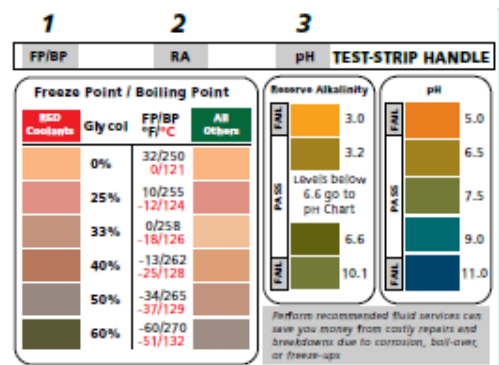 1 2 3
FP/BP RA pH TEST-STRIP HANDLE
Freeze Point / Boiling Point
RED Coolants Glycol FP/BP °F/°C All Others
0% 32/250
0/121
25% 10/255
-12/124
33% 0/258
-18/126
40% -13/262
-25/128
50% -34/265
-37/129
60% -60/270
-51/132
Reserve Alkalinity
FAIL 3.0
3.2
PASS
Levels below
6.6 go to
pH Chart
6.6
FAIL 10.1
pH
FAIL 5.0
6.5
PASS 7.5
9.0
FAIL 11.0
Perform recommended fluid services can
save you money from costly repairs and
breakdowns due to corrosion, boil-over,
or freeze-ups